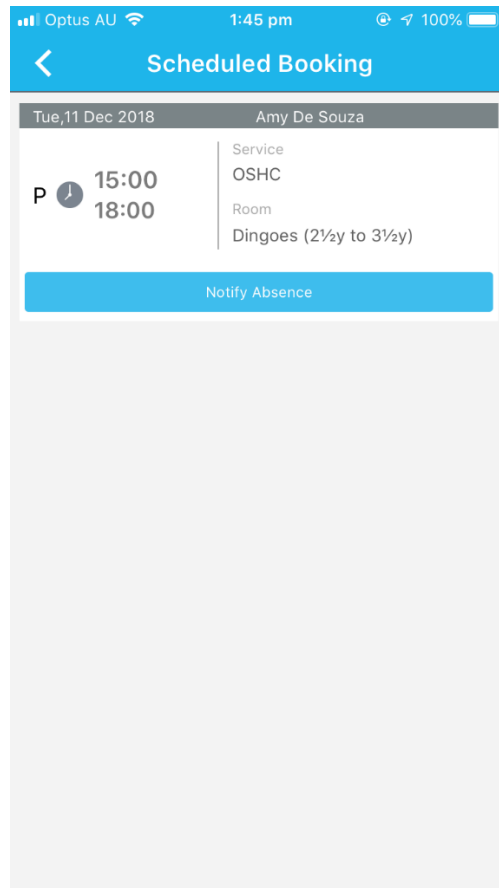 Optus AU 1:45 pm 100%
Scheduled Booking
Tue,11 Dec 2018 Amy De Souza
Service
OSHC
P 15:00
18:00
Room
Dingoes (2½y to 3½y)
Notify Absence